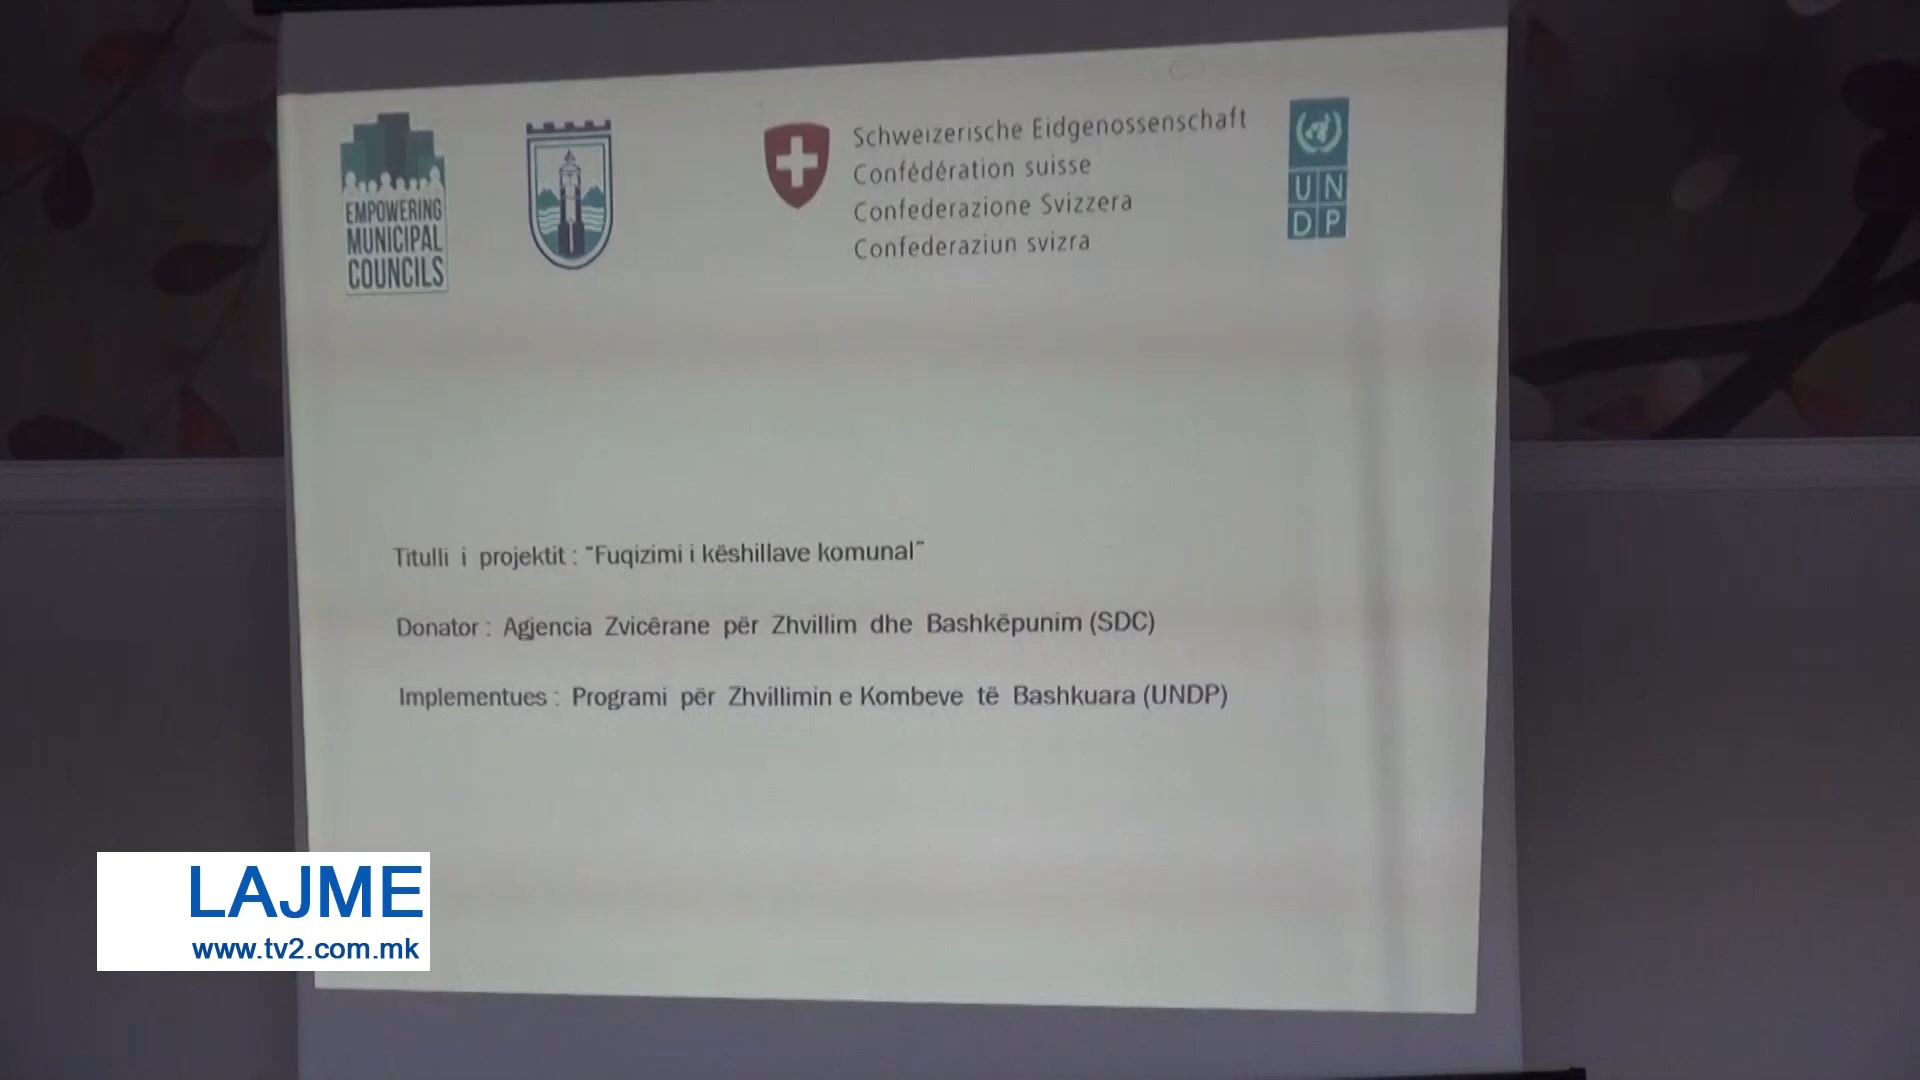 EMPOWERING
MUNICIPAL
COUNCILS
Schweizerische Eidgenossenschaft
Confédération suisse
Confederazione Svizzera
Confederaziun svizra
U N
D P
Titulli i projektit : "Fuqizimi i këshillave komunal"
Donator : Agjencia Zvicërane për Zhvillim dhe Bashkëpunim (SDC)
Implementues : Programi për Zhvillimin e Kombeve të Bashkuara (UNDP)
LAJME
www.tv2.com.mk